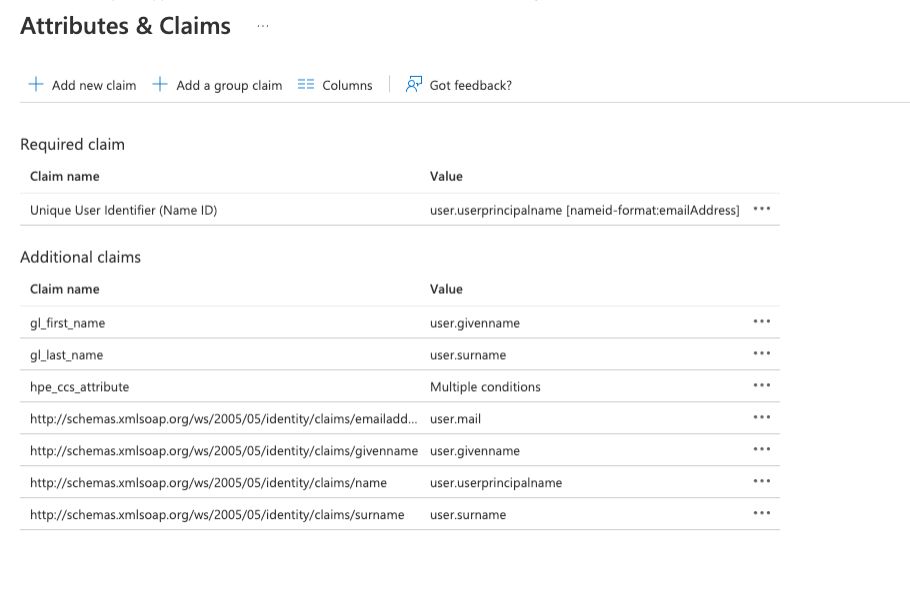 Attributes & Claims ...
Add new claim Add a group claim Columns Got feedback?
Required claim
Claim name Value
Unique User Identifier (Name ID) user.userprincipalname [nameid-format:emailAddress] •••
Additional claims
Claim name Value
gl_first_name user.givenname •••
gl_last_name user.surname •••
hpe_ccs_attribute Multiple conditions •••
http://schemas.xmlsoap.org/ws/2005/05/identity/claims/emailadd... user.mail •••
http://schemas.xmlsoap.org/ws/2005/05/identity/claims/givenname user.givenname •••
http://schemas.xmlsoap.org/ws/2005/05/identity/claims/name user.userprincipalname •••
http://schemas.xmlsoap.org/ws/2005/05/identity/claims/surname user.surname •••